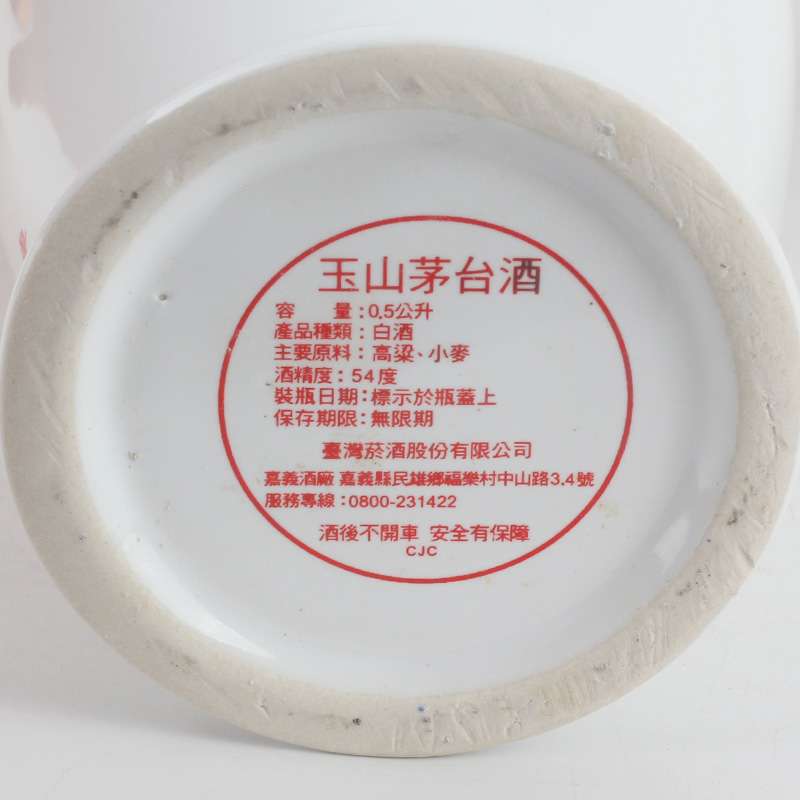 玉山茅台酒
容　　量:0.5公升
產品種類:白酒
主要原料:高粱、小麥
酒精度:54度
裝瓶日期:標示於瓶蓋上
保存期限:無限期
臺灣菸酒股份有限公司
嘉義酒廠 嘉義縣民雄鄉福樂村中山路3.4號
服務專線:0800-231422
酒後不開車 安全有保障
CJC